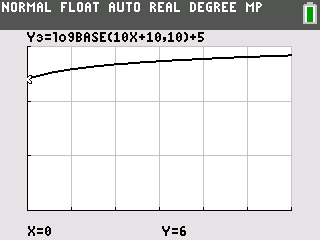 NORMAL FLOAT AUTO REAL DEGREE MP
Y3=logBASE(10X+10,10)+5
X=0 Y=6